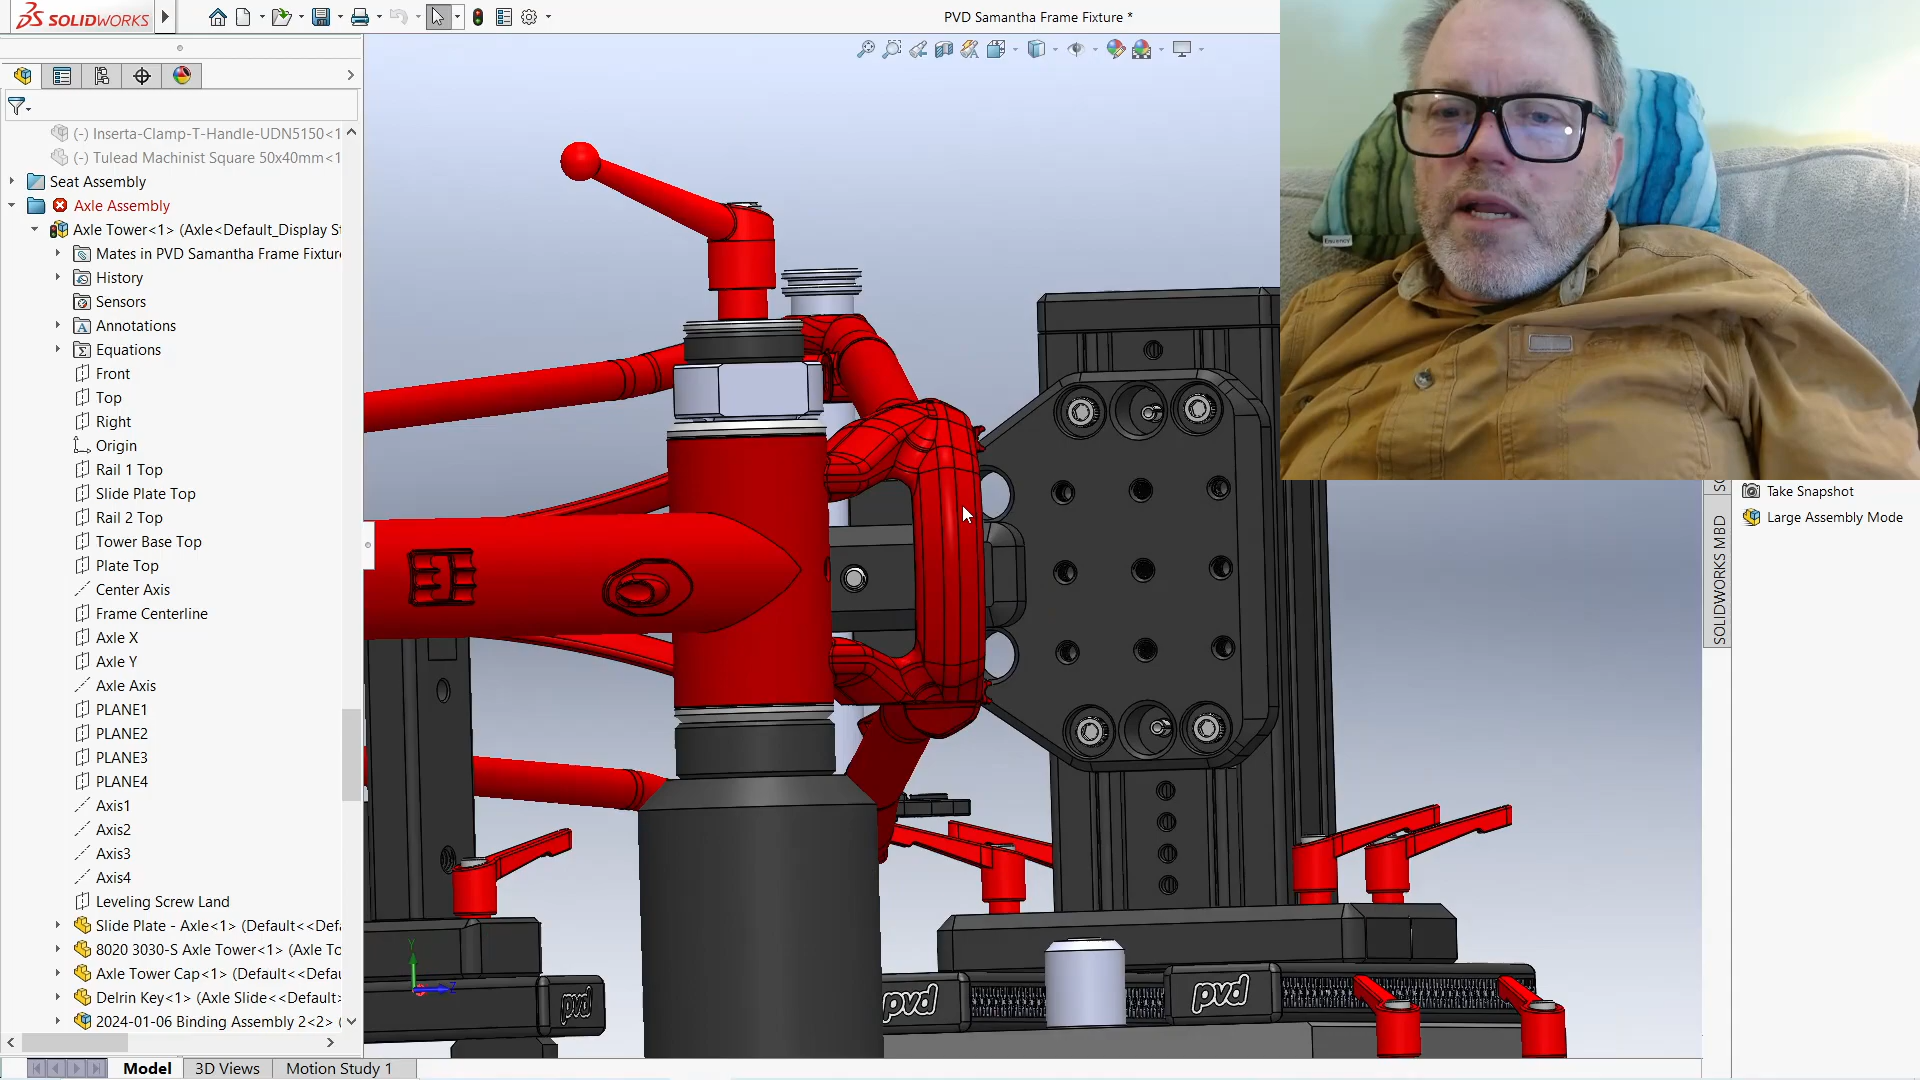 SOLIDWORKS
PVD Samantha Frame Fixture *
(-) Inserta-Clamp-T-Handle-UDN5150<1
(-) Tulead Machinist Square 50x40mm<1
Seat Assembly
Axle Assembly
Axle Tower<1> (Axle<Default_Display St
Mates in PVD Samantha Frame Fixture
History
Sensors
Annotations
Equations
Front
Top
Right
Origin
Rail 1 Top
Slide Plate Top
Rail 2 Top
Tower Base Top
Plate Top
Center Axis
Frame Centerline
Axle X
Axle Y
Axle Axis
PLANE1
PLANE2
PLANE3
PLANE4
Axis1
Axis2
Axis3
Axis4
Leveling Screw Land
Slide Plate - Axle<1> (Default<<Defa
8020 3030-S Axle Tower<1> (Axle To
Axle Tower Cap<1> (Default<<Defa
Delrin Key<1> (Axle Slide<<Default>
2024-01-06 Binding Assembly 2<2> (
Model
3D Views
Motion Study 1
pvd
pvd
pvd
Y
Z
SOLIDWORKS MBD
Take Snapshot
Large Assembly Mode